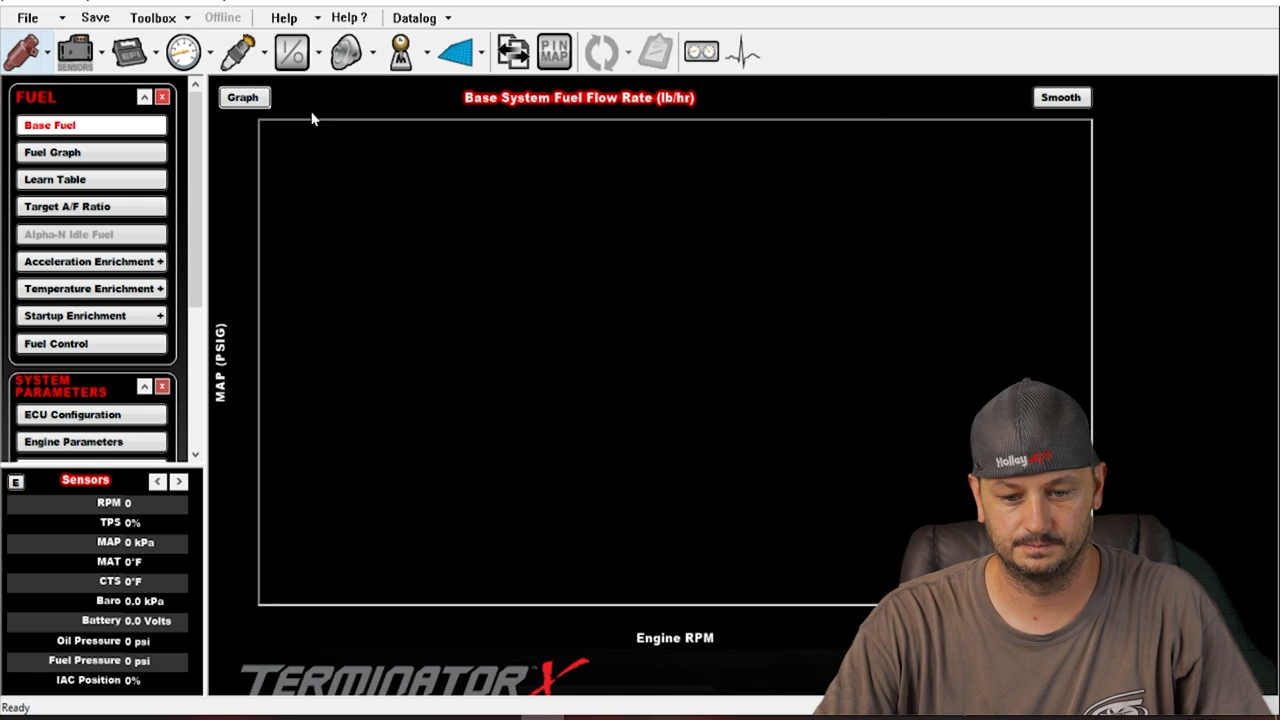 File Save Toolbox Offline Help Help ? Datalog
SENSORS EFI I/O PIN MAP
FUEL
Base Fuel
Fuel Graph
Learn Table
Target A/F Ratio
Alpha-N Idle Fuel
Acceleration Enrichment +
Temperature Enrichment +
Startup Enrichment +
Fuel Control
SYSTEM
PARAMETERS
ECU Configuration
Engine Parameters
E Sensors < >
RPM 0
TPS 0%
MAP 0 kPa
MAT 0°F
CTS 0°F
Baro 0.0 kPa
Battery 0.0 Volts
Oil Pressure 0 psi
Fuel Pressure 0 psi
IAC Position 0%
Ready
Graph Base System Fuel Flow Rate (lb/hr) Smooth
MAP (PSIG)
Engine RPM
TERMINATOR X
Holley EFI